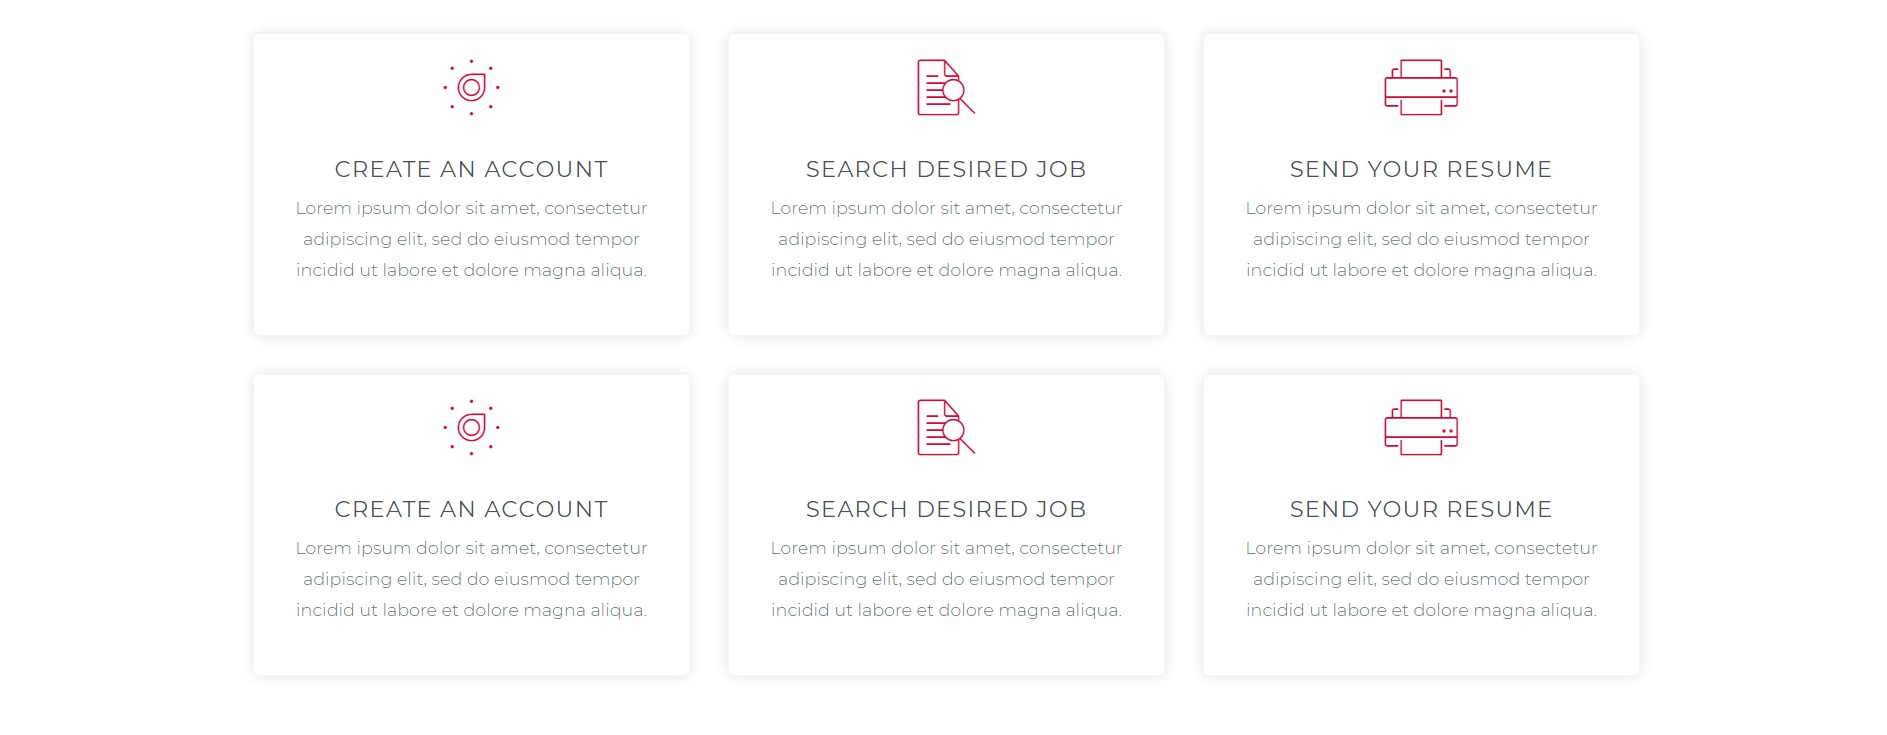 CREATE AN ACCOUNT
Lorem ipsum dolor sit amet, consectetur
adipiscing elit, sed do eiusmod tempor
incidid ut labore et dolore magna aliqua.
SEARCH DESIRED JOB
Lorem ipsum dolor sit amet, consectetur
adipiscing elit, sed do eiusmod tempor
incidid ut labore et dolore magna aliqua.
SEND YOUR RESUME
Lorem ipsum dolor sit amet, consectetur
adipiscing elit, sed do eiusmod tempor
incidid ut labore et dolore magna aliqua.
CREATE AN ACCOUNT
Lorem ipsum dolor sit amet, consectetur
adipiscing elit, sed do eiusmod tempor
incidid ut labore et dolore magna aliqua.
SEARCH DESIRED JOB
Lorem ipsum dolor sit amet, consectetur
adipiscing elit, sed do eiusmod tempor
incidid ut labore et dolore magna aliqua.
SEND YOUR RESUME
Lorem ipsum dolor sit amet, consectetur
adipiscing elit, sed do eiusmod tempor
incidid ut labore et dolore magna aliqua.